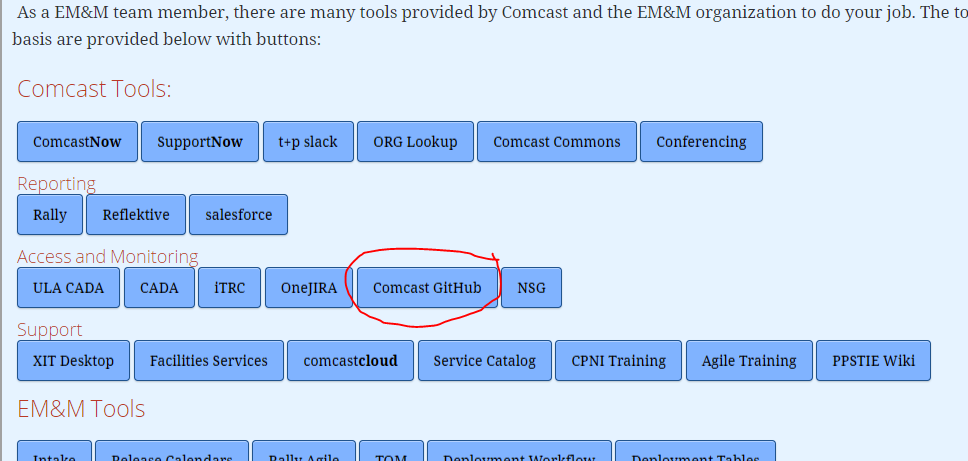 As a EM&M team member, there are many tools provided by Comcast and the EM&M organization to do your job. The to
basis are provided below with buttons:
Comcast Tools:
ComcastNow SupportNow t+p slack ORG Lookup Comcast Commons Conferencing
Reporting
Rally Reflektive salesforce
Access and Monitoring
ULA CADA CADA iTRC OneJIRA Comcast GitHub NSG
Support
XIT Desktop Facilities Services comcastcloud Service Catalog CPNI Training Agile Training PPSTIE Wiki
EM&M Tools
Intake Release Calendars Rally Agile TOM Deployment Workflow Deployment Tables